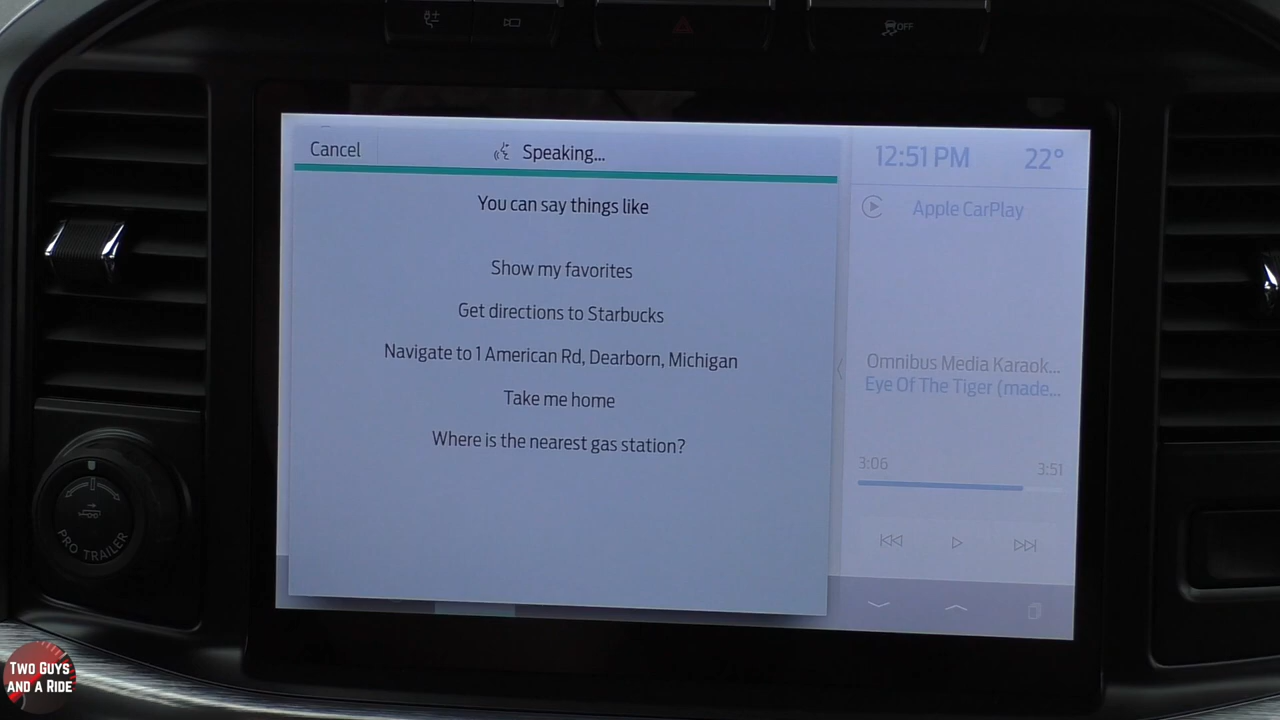 OFF
Cancel
Speaking...
You can say things like
Show my favorites
Get directions to Starbucks
Navigate to 1 American Rd, Dearborn, Michigan
Take me home
Where is the nearest gas station?
12:51 PM 22°
Apple CarPlay
Omnibus Media Karaok...
Eye Of The Tiger (made...
3:06 3:51
PRO TRAILER
TWO GUYS
AND A RIDE